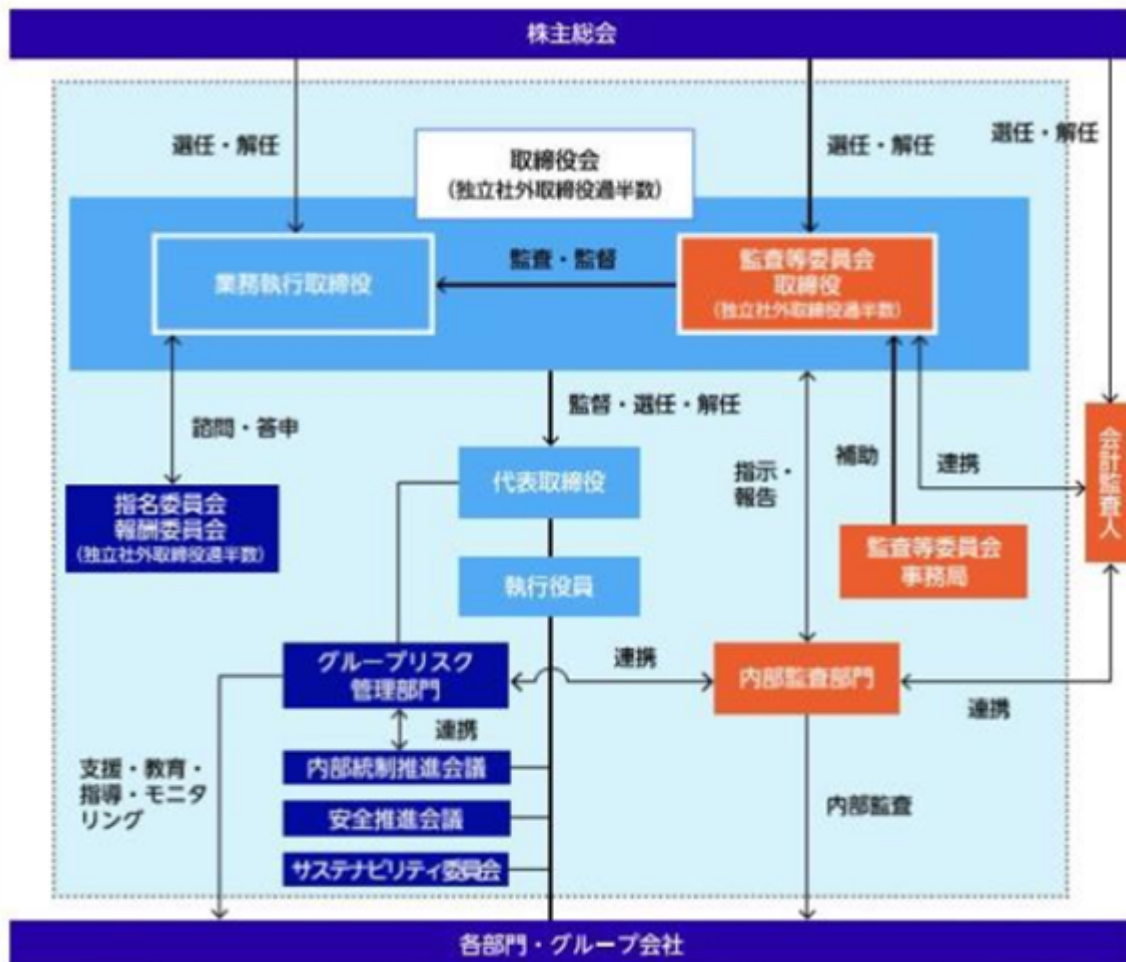 株主総会
選任・解任
選任・解任
選任・解任
取締役会
（独立社外取締役過半数）
業務執行取締役
監査・監督
監査等委員会
取締役
（独立社外取締役過半数）
諮問・答申
監督・選任・解任
指示・
報告
補助
連携
会計監査人
指名委員会
報酬委員会
（独立社外取締役過半数）
代表取締役
執行役員
監査等委員会
事務局
グループリスク
管理部門
連携
内部監査部門
連携
連携
支援・教育・
指導・モニタ
リング
内部統制推進会議
安全推進会議
サステナビリティ委員会
内部監査
各部門・グループ会社